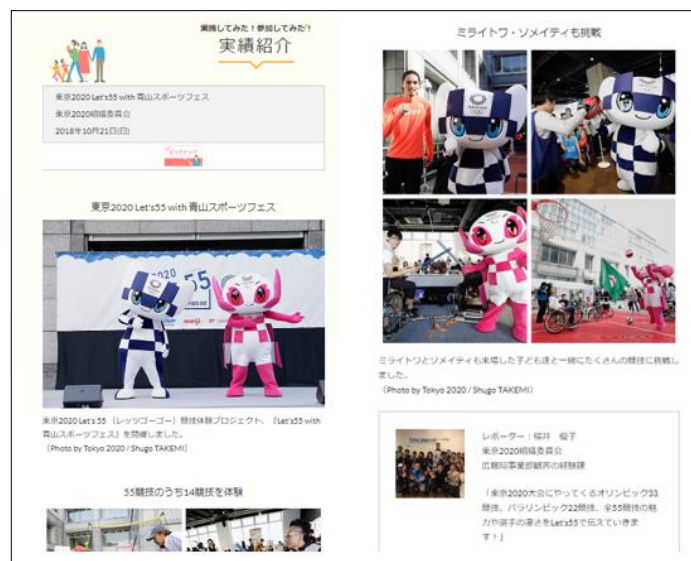 実施してみた！参加してみた！
実績紹介
東京2020 Let's55 with 青山スポーツフェス
東京2020組織委員会
2018年10月21日(日)
ピックアップ
東京2020 Let's55 with 青山スポーツフェス
2020
55
東京2020 Let's 55 （レッツゴーゴー）競技体験プロジェクト、『Let's55 with
青山スポーツフェス』を開催しました。
（Photo by Tokyo 2020 / Shugo TAKEMI）
55競技のうち14競技を体験
ミライトワ・ソメイティも挑戦
ミライトワとソメイティも来場した子ども達と一緒にたくさんの競技に挑戦し
ました。
（Photo by Tokyo 2020 / Shugo TAKEMI）
レポーター：櫻井　優子
東京2020組織委員会
広報局事業部観客の経験課
「東京2020大会にやってくるオリンピック33
競技、パラリンピック22競技、全55競技の魅
力や選手の凄さをLet's55で伝えていきま
す！」